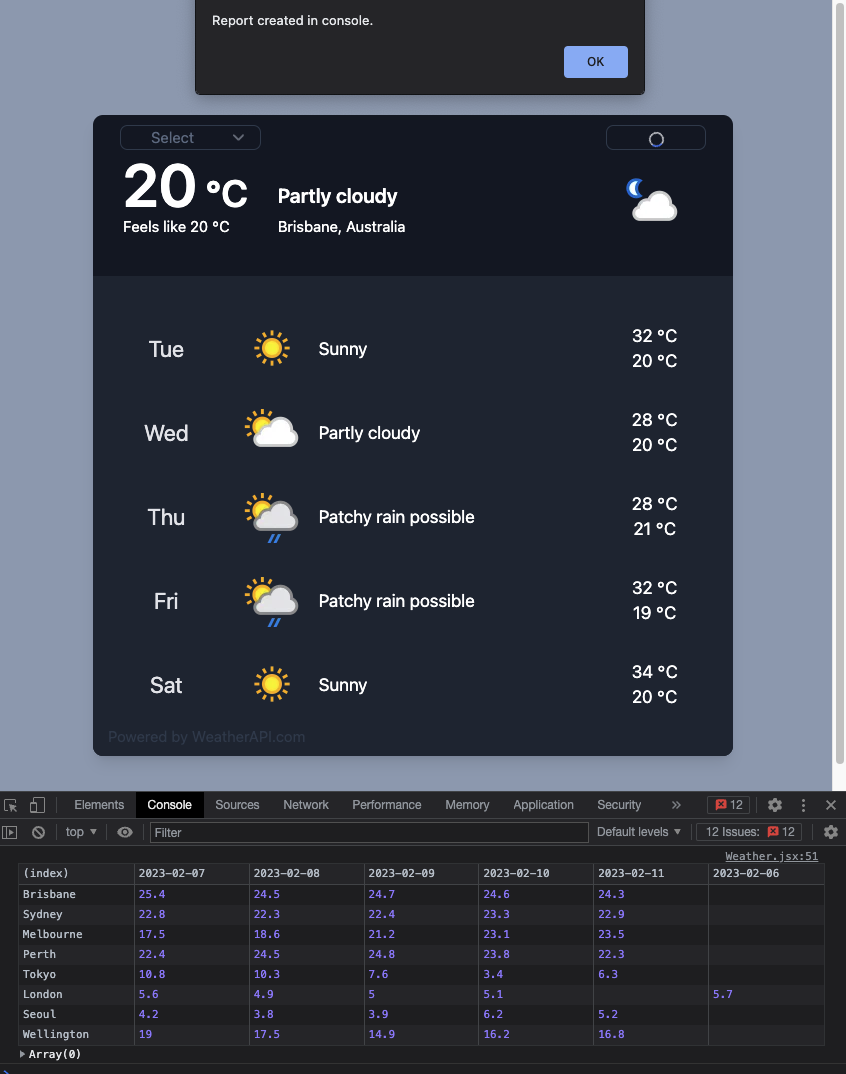 Report created in console.
OK
Select
20 °C
Feels like 20 °C
Partly cloudy
Brisbane, Australia
Tue Sunny 32 °C
20 °C
Wed Partly cloudy 28 °C
20 °C
Thu Patchy rain possible 28 °C
21 °C
Fri Patchy rain possible 32 °C
19 °C
Sat Sunny 34 °C
20 °C
Powered by WeatherAPI.com
Elements Console Sources Network Performance Memory Application Security » 12
top Filter Default levels 12 Issues: 12
Weather.jsx:51
(index) 2023-02-07 2023-02-08 2023-02-09 2023-02-10 2023-02-11 2023-02-06
Brisbane 25.4 24.5 24.7 24.6 24.3
Sydney 22.8 22.3 22.4 23.3 22.9
Melbourne 17.5 18.6 21.2 23.1 23.5
Perth 22.4 24.5 24.8 23.8 22.3
Tokyo 10.8 10.3 7.6 3.4 6.3
London 5.6 4.9 5 5.1 5.7
Seoul 4.2 3.8 3.9 6.2 5.2
Wellington 19 17.5 14.9 16.2 16.8
Array(0)